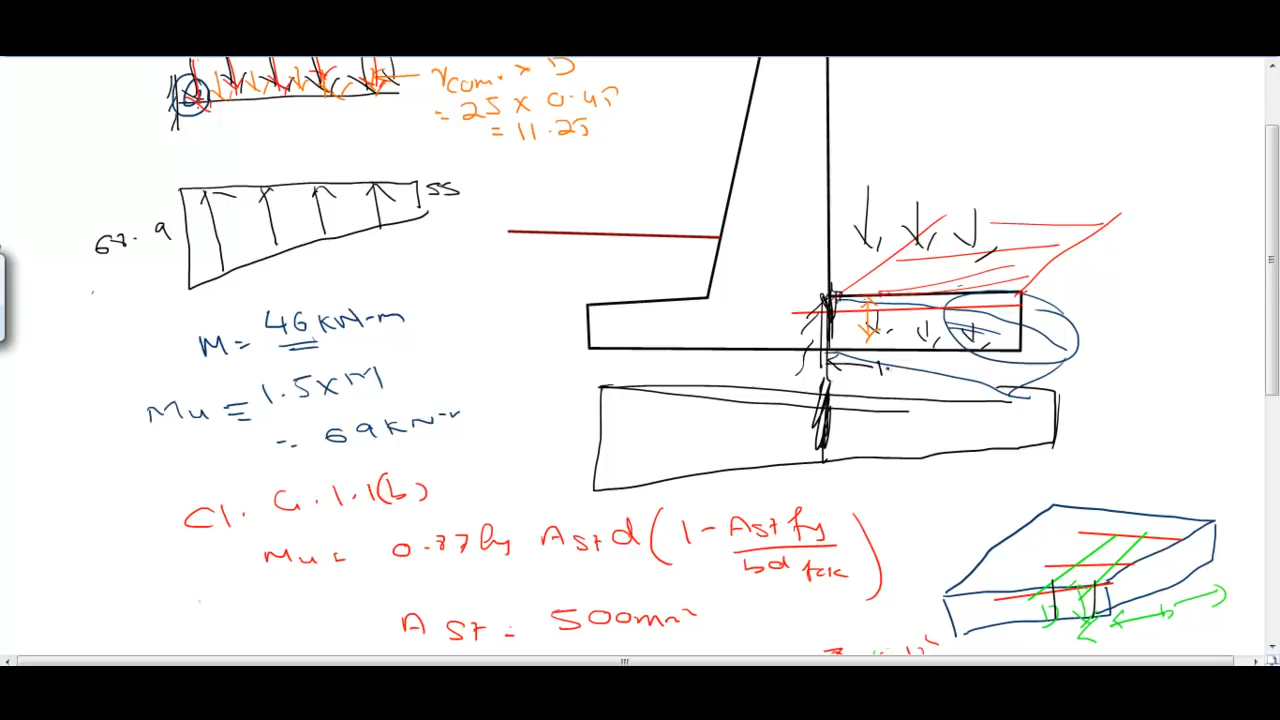 γcon. × D
= 25 × 0.45
= 11.25
55
67.9
M = 46 kN-m
Mu = 1.5 × M
= 69 kN-
Cl. G.1.1(b)
Mu = 0.87 fy Ast d (1 - Ast fy / bd fck)
b
Ast = 500mm²